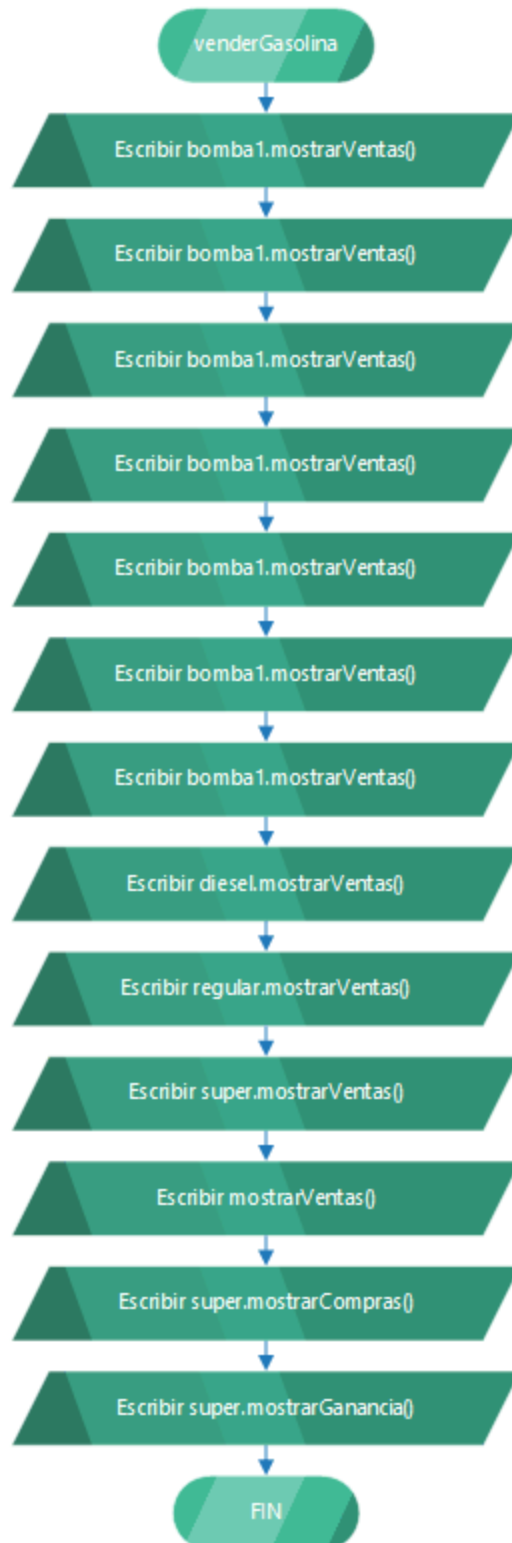 venderGasolina
Escribir bomba1.mostrarVentas()
Escribir bomba1.mostrarVentas()
Escribir bomba1.mostrarVentas()
Escribir bomba1.mostrarVentas()
Escribir bomba1.mostrarVentas()
Escribir bomba1.mostrarVentas()
Escribir bomba1.mostrarVentas()
Escribir diesel.mostrarVentas()
Escribir regular.mostrarVentas()
Escribir super.mostrarVentas()
Escribir mostrarVentas()
Escribir super.mostrarCompras()
Escribir super.mostrarGanancia()
FIN